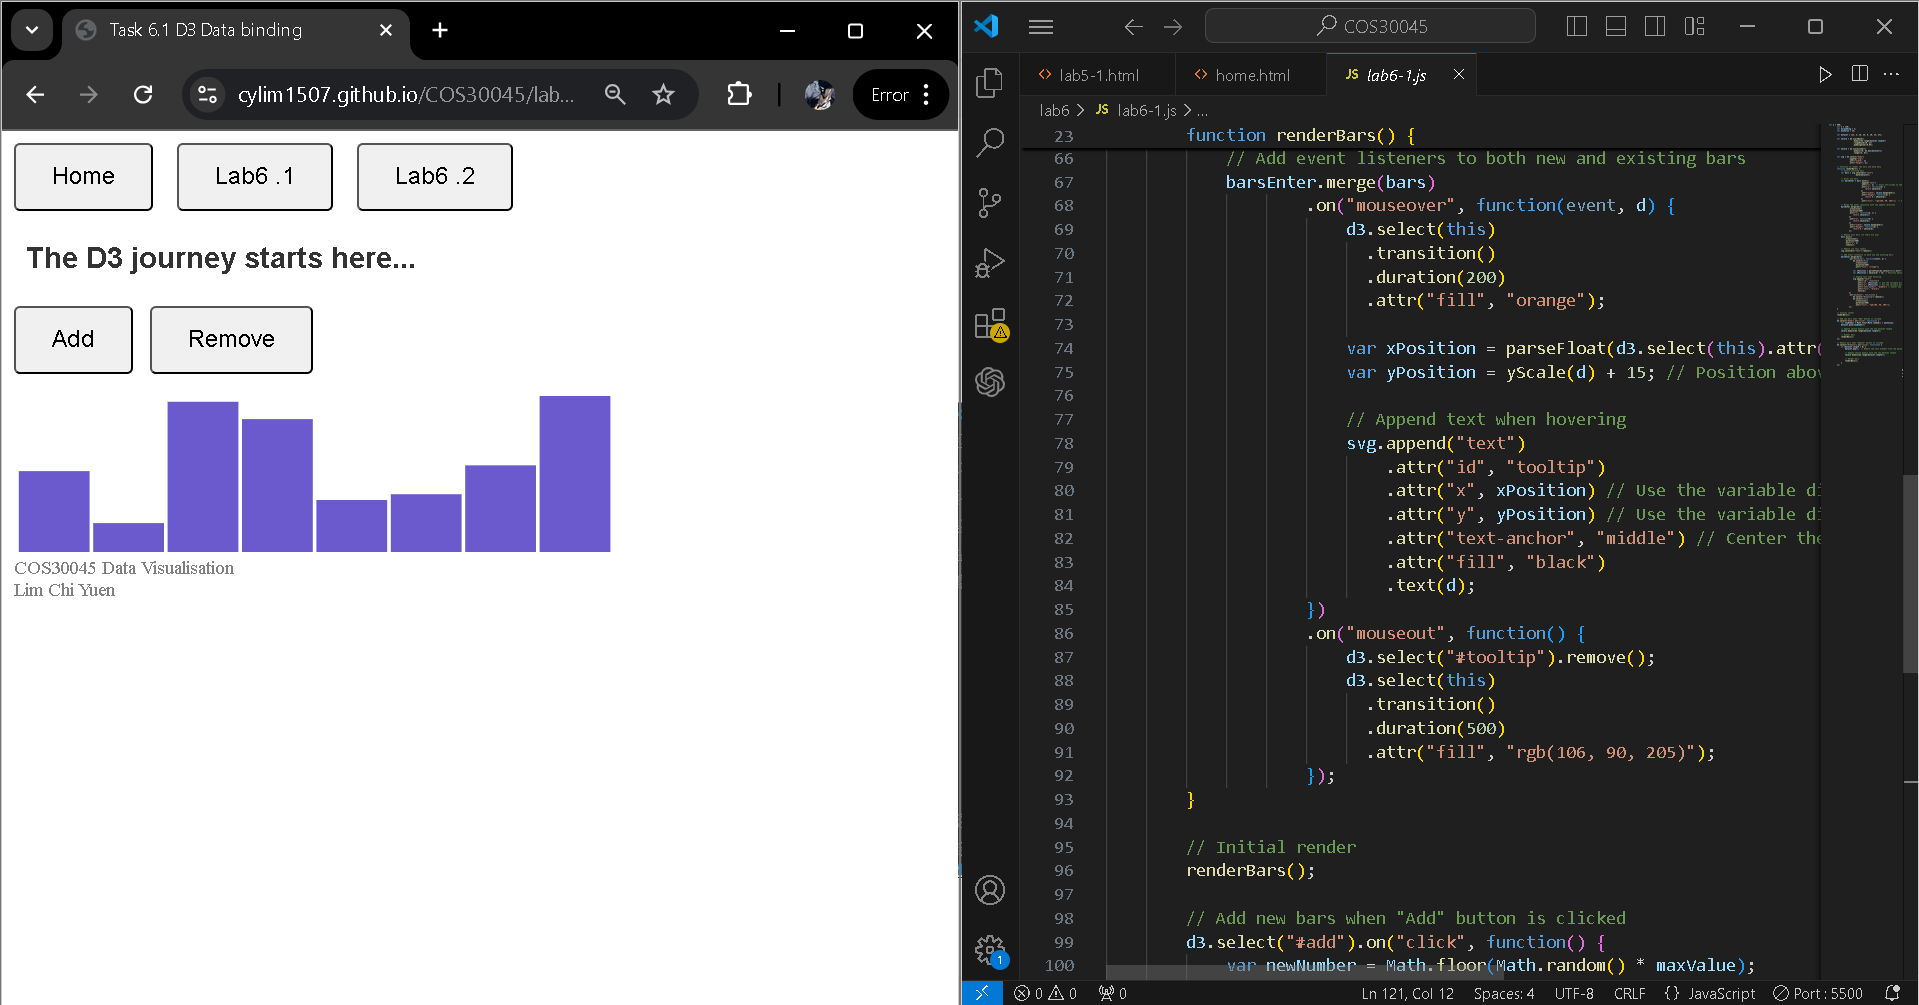 Task 6.1 D3 Data binding
cylim1507.github.io/COS30045/lab...
Error
Home
Lab6 .1
Lab6 .2
The D3 journey starts here...
Add
Remove
COS30045 Data Visualisation
Lim Chi Yuen
COS30045
lab5-1.html
home.html
JS lab6-1.js
lab6 > JS lab6-1.js > ...
23 function renderBars() {
66 // Add event listeners to both new and existing bars
67 barsEnter.merge(bars)
68 .on("mouseover", function(event, d) {
69 d3.select(this)
70 .transition()
71 .duration(200)
72 .attr("fill", "orange");
73
74 var xPosition = parseFloat(d3.select(this).attr(
75 var yPosition = yScale(d) + 15; // Position abov
76
77 // Append text when hovering
78 svg.append("text")
79 .attr("id", "tooltip")
80 .attr("x", xPosition) // Use the variable di
81 .attr("y", yPosition) // Use the variable di
82 .attr("text-anchor", "middle") // Center the
83 .attr("fill", "black")
84 .text(d);
85 })
86 .on("mouseout", function() {
87 d3.select("#tooltip").remove();
88 d3.select(this)
89 .transition()
90 .duration(500)
91 .attr("fill", "rgb(106, 90, 205)");
92 });
93 }
94
95 // Initial render
96 renderBars();
97
98 // Add new bars when "Add" button is clicked
99 d3.select("#add").on("click", function() {
100 var newNumber = Math.floor(Math.random() * maxValue);
1
0 0 0 Ln 121, Col 12 Spaces: 4 UTF-8 CRLF {} JavaScript Port : 5500